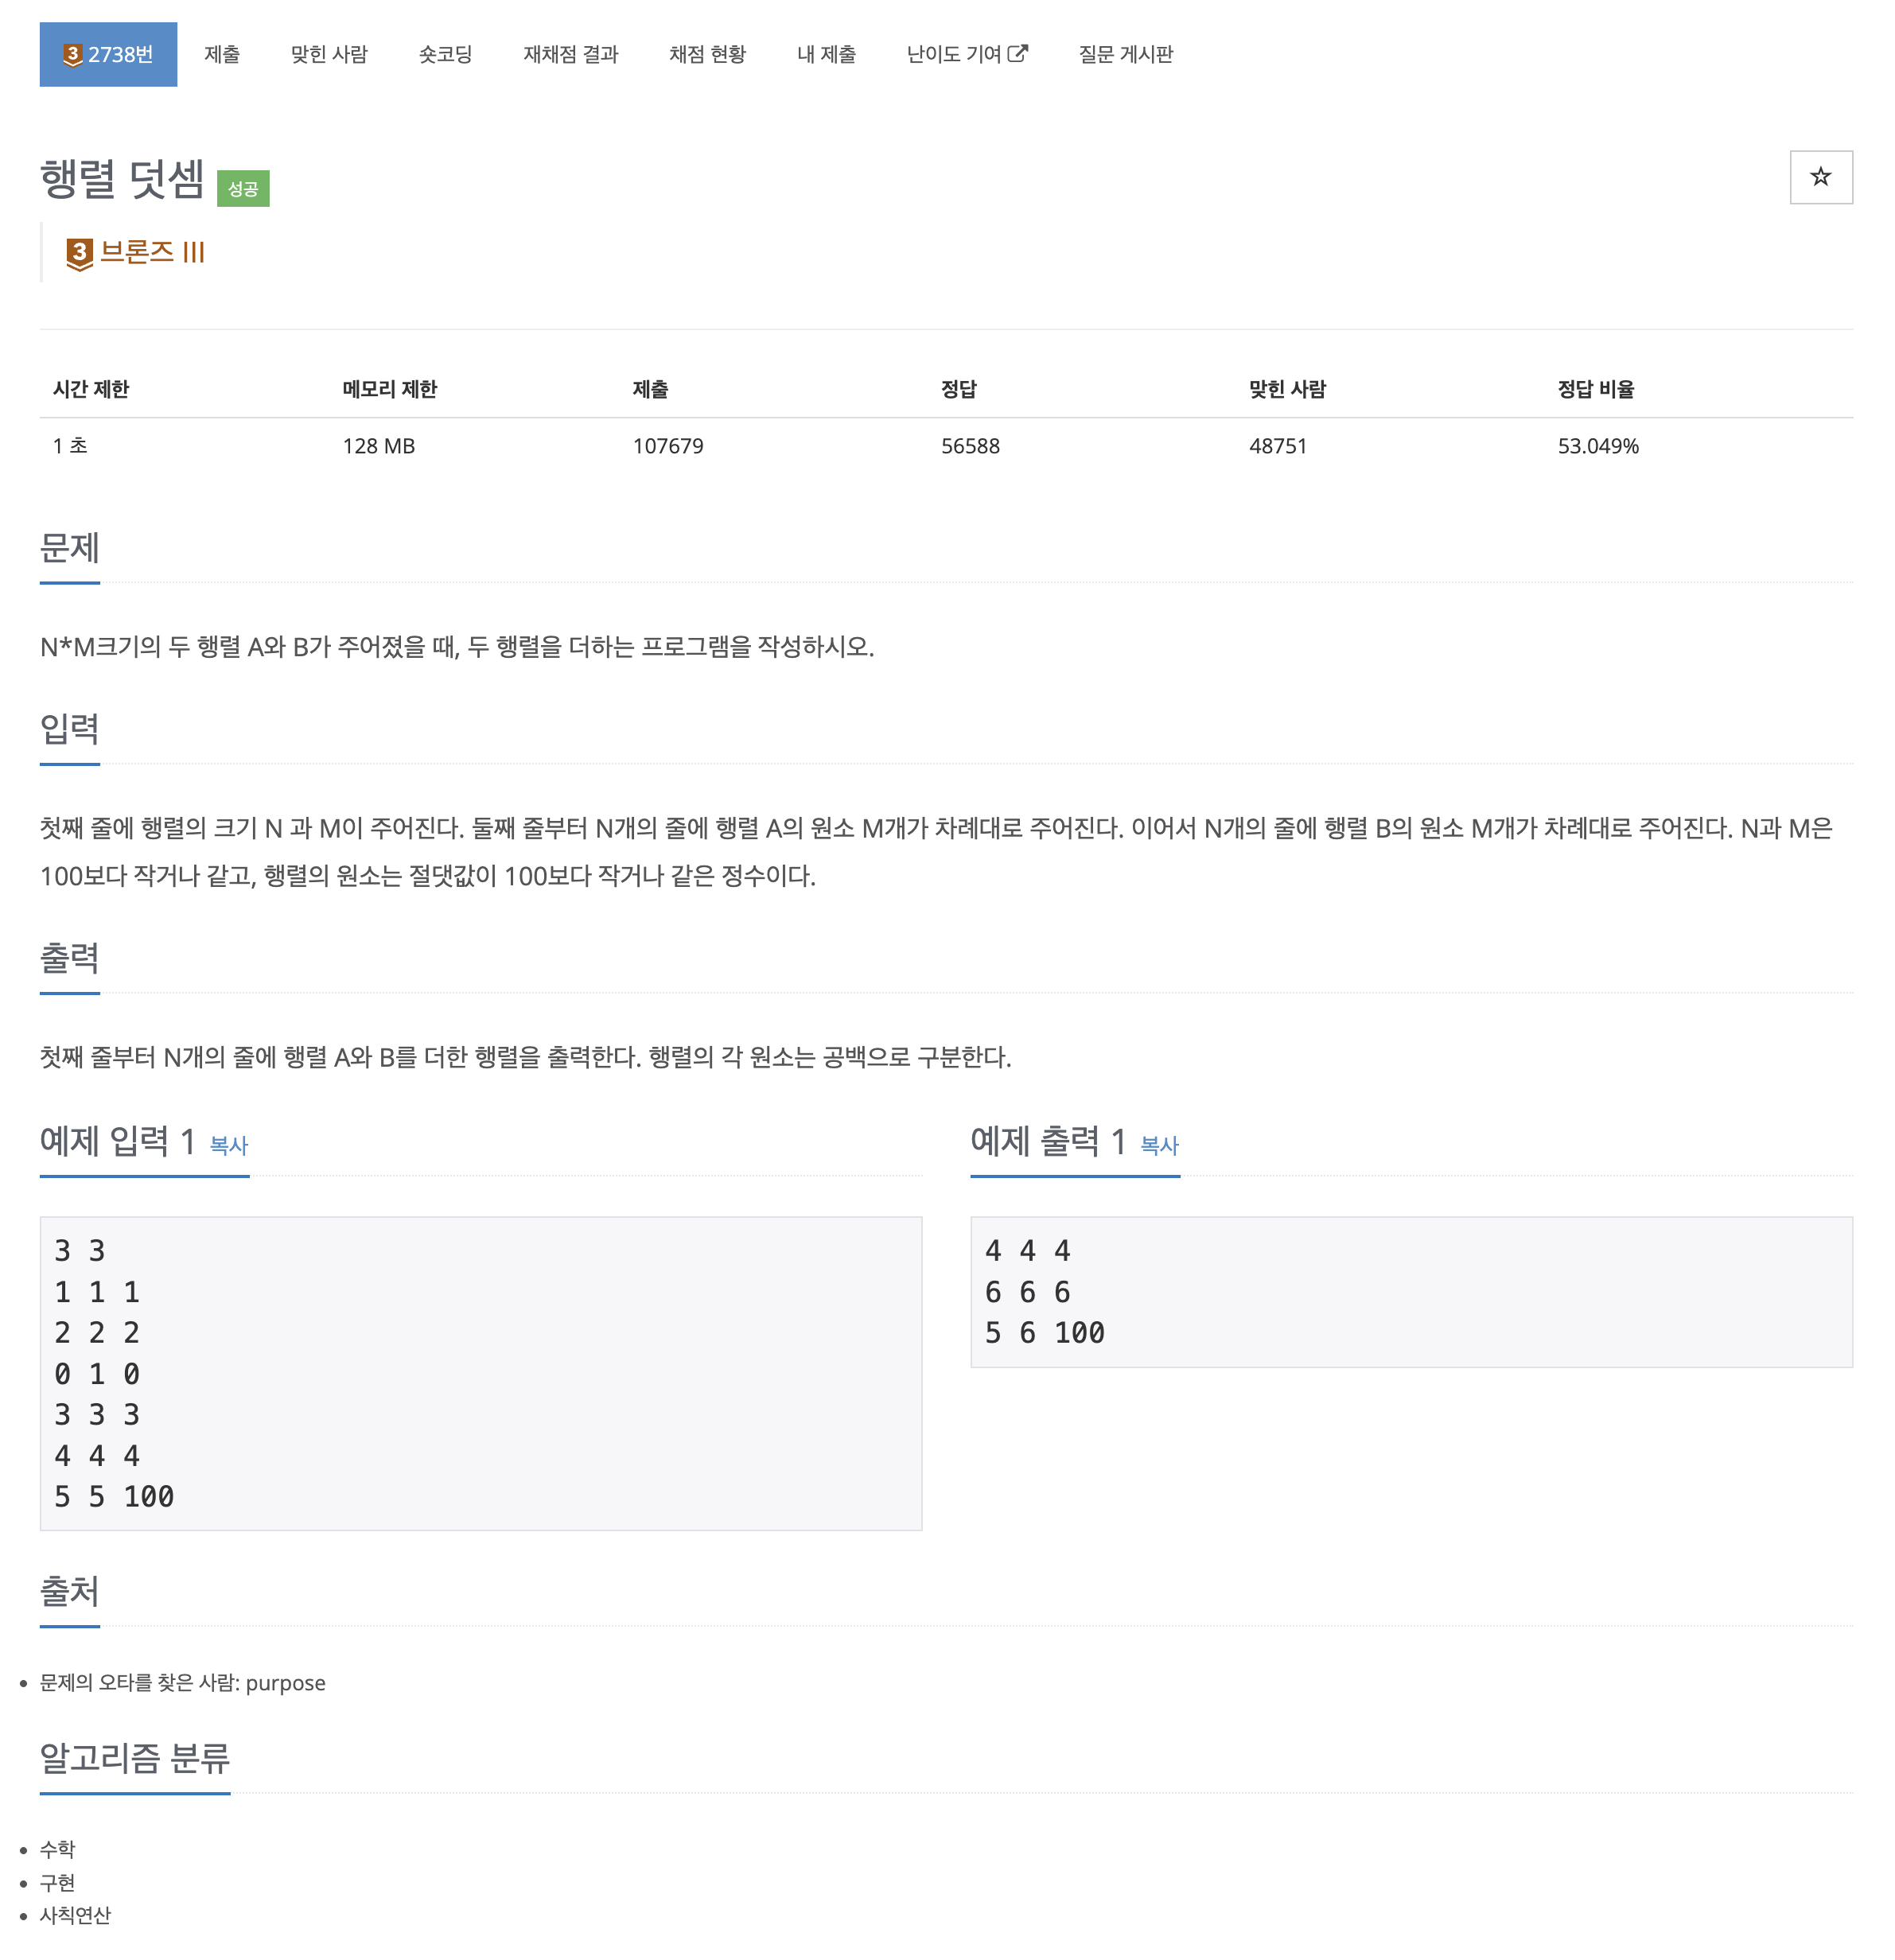 3 2738번 제출 맞힌 사람 숏코딩 재채점 결과 채점 현황 내 제출 난이도 기여 질문 게시판
행렬 덧셈 성공
3 브론즈 III
시간 제한 메모리 제한 제출 정답 맞힌 사람 정답 비율
1 초 128 MB 107679 56588 48751 53.049%
문제
N*M크기의 두 행렬 A와 B가 주어졌을 때, 두 행렬을 더하는 프로그램을 작성하시오.
입력
첫째 줄에 행렬의 크기 N 과 M이 주어진다. 둘째 줄부터 N개의 줄에 행렬 A의 원소 M개가 차례대로 주어진다. 이어서 N개의 줄에 행렬 B의 원소 M개가 차례대로 주어진다. N과 M은
100보다 작거나 같고, 행렬의 원소는 절댓값이 100보다 작거나 같은 정수이다.
출력
첫째 줄부터 N개의 줄에 행렬 A와 B를 더한 행렬을 출력한다. 행렬의 각 원소는 공백으로 구분한다.
예제 입력 1 복사
3 3
1 1 1
2 2 2
0 1 0
3 3 3
4 4 4
5 5 100
예제 출력 1 복사
4 4 4
6 6 6
5 6 100
출처
문제의 오타를 찾은 사람: purpose
알고리즘 분류
수학
구현
사칙연산